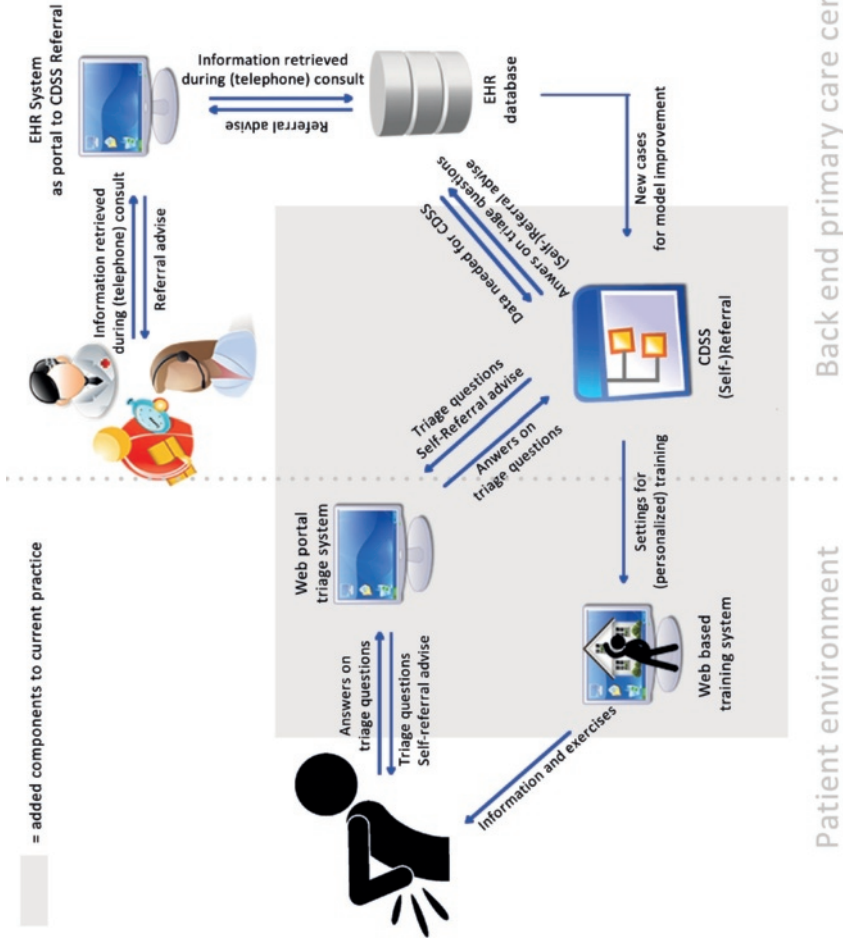 = added components to current practice
EHR System
as portal to CDSS Referral
Information retrieved
during (telephone) consult
Referral advise
Information retrieved
during (telephone) consult
Referral advise
EHR
database
Web portal
triage system
Answers on
triage questions
Triage questions
Self-referral advise
Triage questions
Self-Referral advise
Anwers on
triage questions
Data needed for CDSS
Anwers on triage questions
(Self-)Referral advise
New cases
for model improvement
CDSS
(Self-)Referral
Settings for
(personalized) training
Web based
training system
Information and exercises
Patient environment
Back end primary care